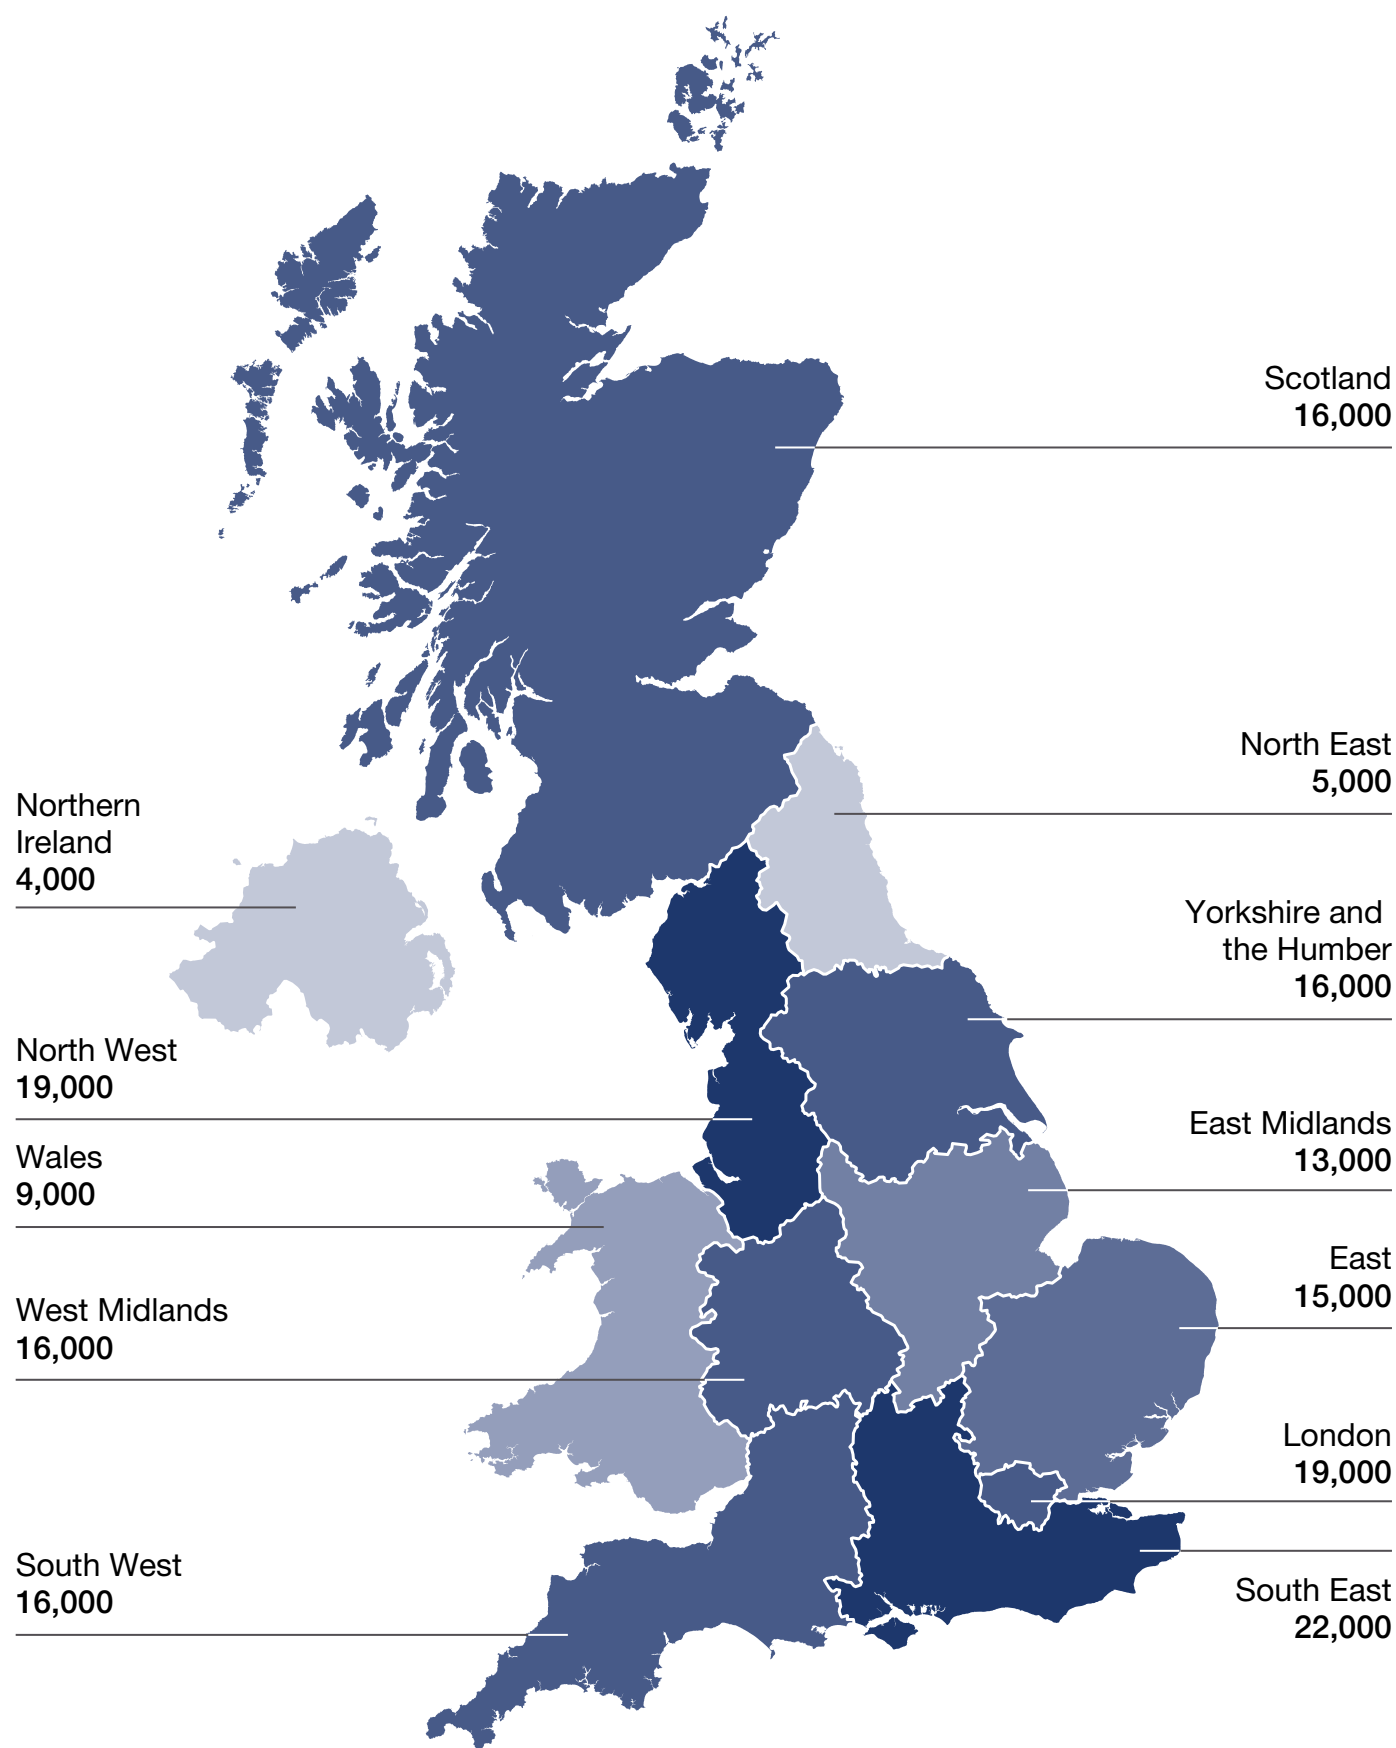 Scotland
16,000
North East
5,000
Northern
Ireland
4,000
Yorkshire and
the Humber
16,000
North West
19,000
East Midlands
13,000
Wales
9,000
East
15,000
West Midlands
16,000
London
19,000
South West
16,000
South East
22,000